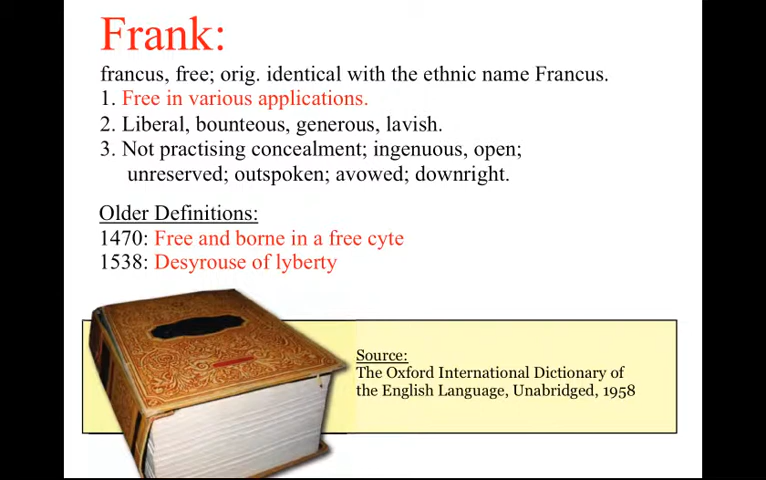 Frank:
francus, free; orig. identical with the ethnic name Francus.
1. Free in various applications.
2. Liberal, bounteous, generous, lavish.
3. Not practising concealment; ingenuous, open;
unreserved; outspoken; avowed; downright.
Older Definitions:
1470: Free and borne in a free cyte
1538: Desyrouse of lyberty
Source:
The Oxford International Dictionary of
the English Language, Unabridged, 1958